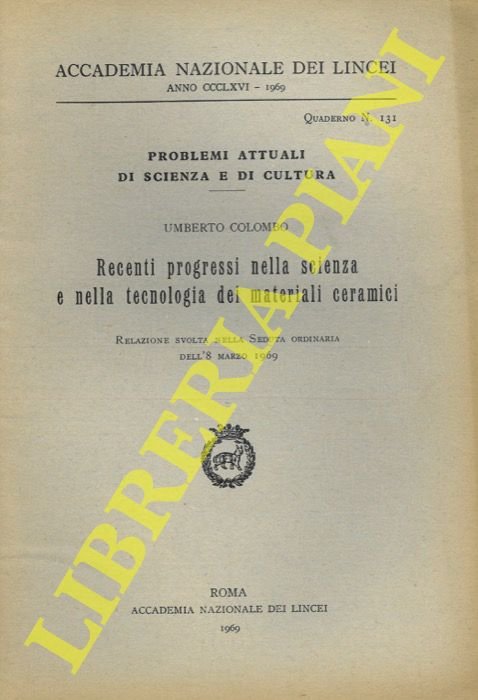 ACCADEMIA NAZIONALE DEI LINCEI
ANNO CCCLXVI – 1969
QUADERNO N. 131
PROBLEMI ATTUALI
DI SCIENZA E DI CULTURA
UMBERTO COLOMBO
Recenti progressi nella scienza
e nella tecnologia dei materiali ceramici
RELAZIONE SVOLTA NELLA SEDUTA ORDINARIA
DELL'8 MARZO 1969
ROMA
ACCADEMIA NAZIONALE DEI LINCEI
1969
LIBRERIA PIANI